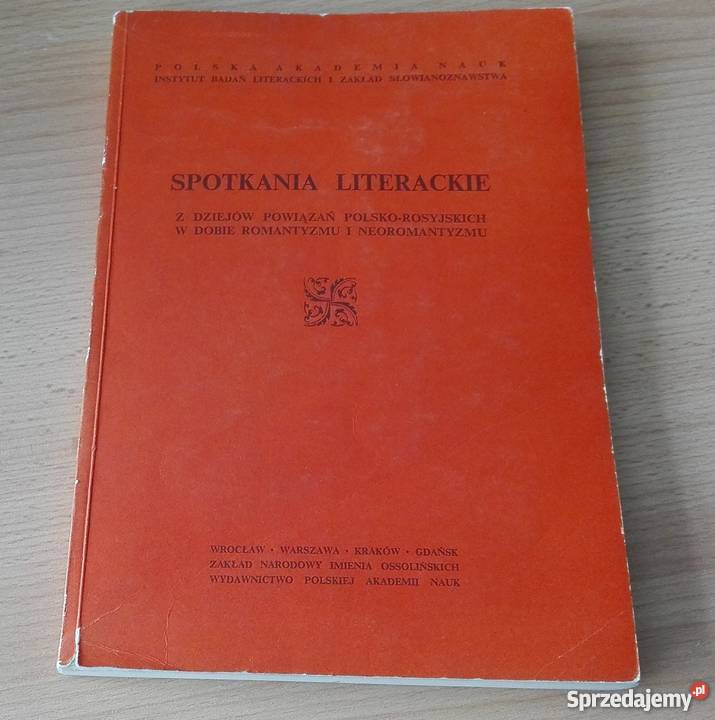 POLSKA AKADEMIA NAUK
INSTYTUT BADAŃ LITERACKICH I ZAKŁAD SŁOWIANOZNAWSTWA
SPOTKANIA LITERACKIE
Z DZIEJÓW POWIĄZAŃ POLSKO-ROSYJSKICH
W DOBIE ROMANTYZMU I NEOROMANTYZMU
WROCŁAW · WARSZAWA · KRAKÓW · GDAŃSK
ZAKŁAD NARODOWY IMIENIA OSSOLIŃSKICH
WYDAWNICTWO POLSKIEJ AKADEMII NAUK
Sprzedajemy.pl